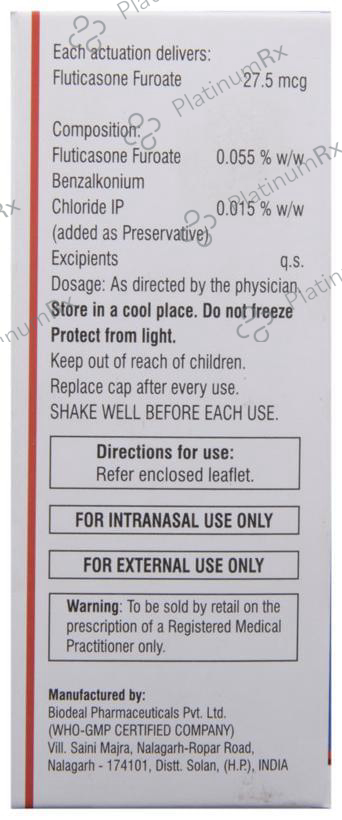 Each actuation delivers:
Fluticasone Furoate 27.5 mcg
Composition:
Fluticasone Furoate 0.055 % w/w
Benzalkonium
Chloride IP 0.015 % w/w
(added as Preservative)
Excipients q.s.
Dosage: As directed by the physician.
Store in a cool place. Do not freeze
Protect from light.
Keep out of reach of children.
Replace cap after every use.
SHAKE WELL BEFORE EACH USE.
Directions for use:
Refer enclosed leaflet.
FOR INTRANASAL USE ONLY
FOR EXTERNAL USE ONLY
Warning: To be sold by retail on the
prescription of a Registered Medical
Practitioner only.
Manufactured by:
Biodeal Pharmaceuticals Pvt. Ltd.
(WHO-GMP CERTIFIED COMPANY)
Vill. Saini Majra, Nalagarh-Ropar Road,
Nalagarh - 174101, Distt. Solan, (H.P.), INDIA
PlatinumRx
PlatinumRx